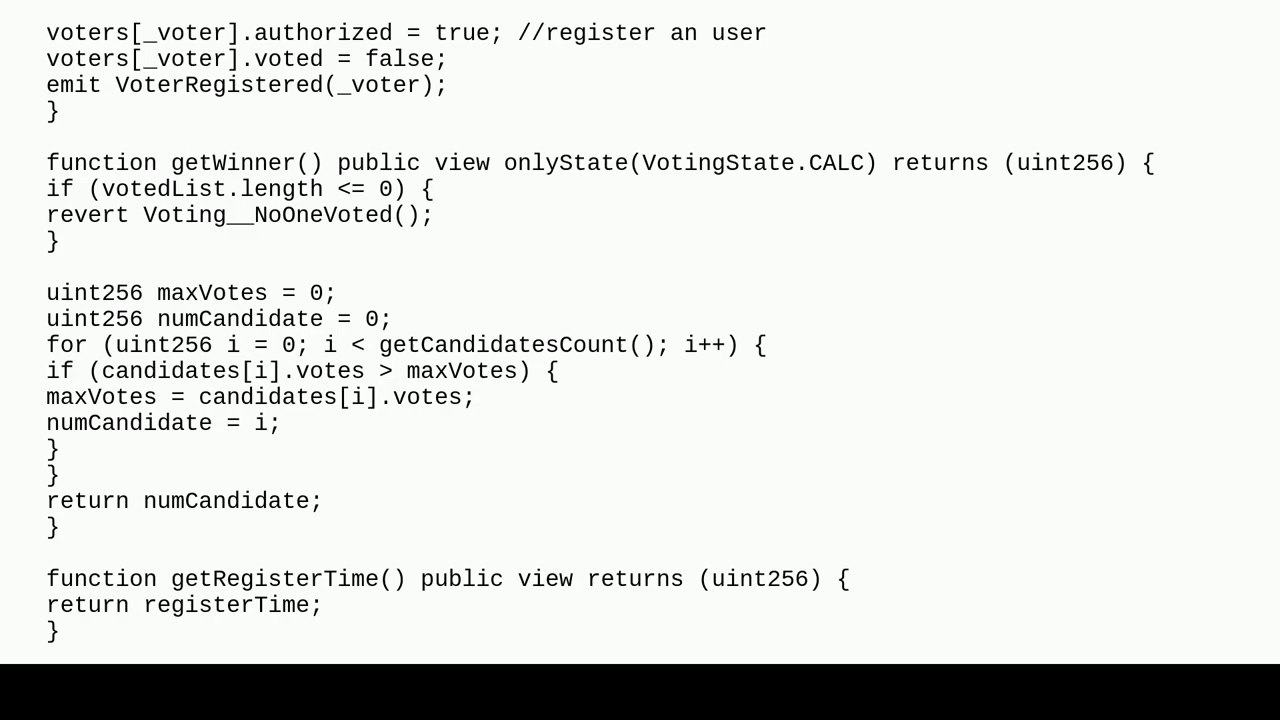 voters[_voter].authorized = true; //register an user
voters[_voter].voted = false;
emit VoterRegistered(_voter);
}
function getWinner() public view onlyState(VotingState.CALC) returns (uint256) {
if (votedList.length <= 0) {
revert Voting__NoOneVoted();
}
uint256 maxVotes = 0;
uint256 numCandidate = 0;
for (uint256 i = 0; i < getCandidatesCount(); i++) {
if (candidates[i].votes > maxVotes) {
maxVotes = candidates[i].votes;
numCandidate = i;
}
}
return numCandidate;
}
function getRegisterTime() public view returns (uint256) {
return registerTime;
}